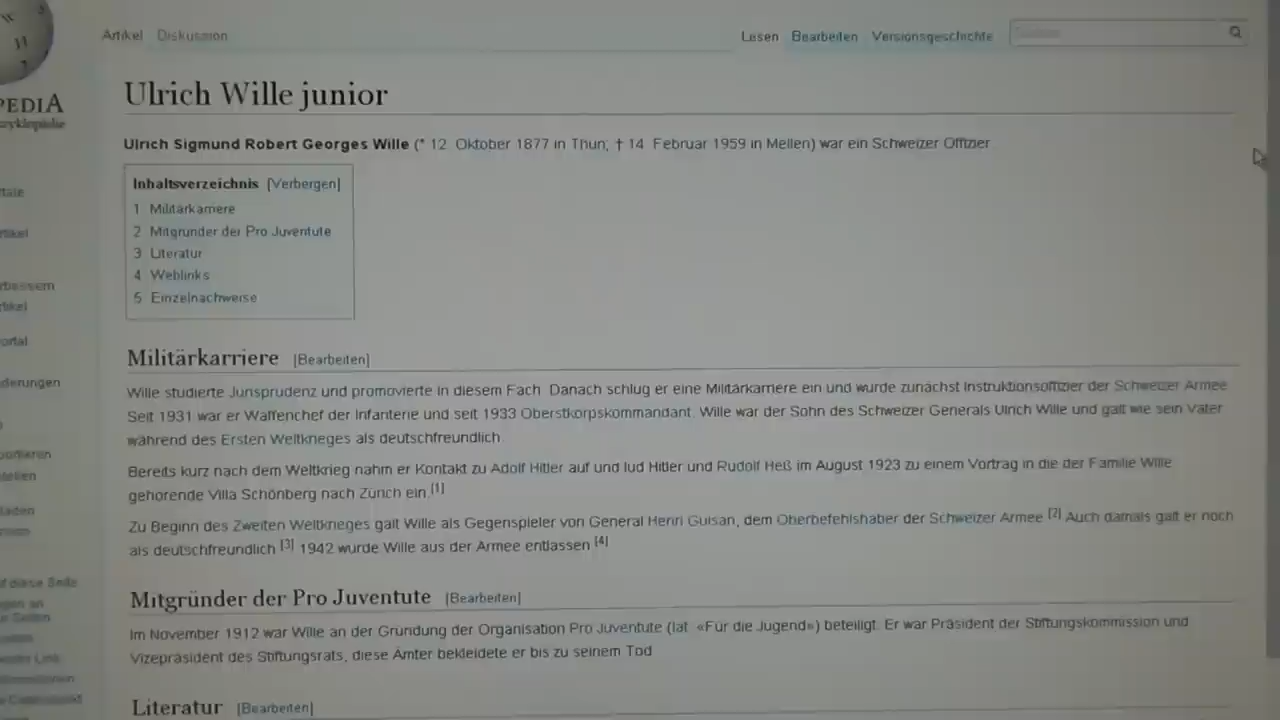 Artikel Diskussion Lesen Bearbeiten Versionsgeschichte
PEDIA
Ulrich Wille junior
Ulrich Sigmund Robert Georges Wille (* 12. Oktober 1877 in Thun; † 14. Februar 1959 in Meilen) war ein Schweizer Offizier
Inhaltsverzeichnis [Verbergen]
1 Militärkarriere
2 Mitgründer der Pro Juventute
3 Literatur
4 Weblinks
5 Einzelnachweise
Militärkarriere [Bearbeiten]
Wille studierte Jurisprudenz und promovierte in diesem Fach. Danach schlug er eine Militärkarriere ein und wurde zunächst Instruktionsoffizier der Schweizer Armee.
Seit 1931 war er Waffenchef der Infanterie und seit 1933 Oberstkorpskommandant. Wille war der Sohn des Schweizer Generals Ulrich Wille und galt wie sein Vater
während des Ersten Weltkrieges als deutschfreundlich.
Bereits kurz nach dem Weltkrieg nahm er Kontakt zu Adolf Hitler auf und lud Hitler und Rudolf Heß im August 1923 zu einem Vortrag in die der Familie Wille
gehörende Villa Schönberg nach Zürich ein.[1]
Zu Beginn des Zweiten Weltkrieges galt Wille als Gegenspieler von General Henri Guisan, dem Oberbefehlshaber der Schweizer Armee.[2] Auch damals galt er noch
als deutschfreundlich.[3] 1942 wurde Wille aus der Armee entlassen.[4]
Mitgründer der Pro Juventute [Bearbeiten]
Im November 1912 war Wille an der Gründung der Organisation Pro Juventute (lat. «Für die Jugend») beteiligt. Er war Präsident der Stiftungskommission und
Vizepräsident des Stiftungsrats, diese Ämter bekleidete er bis zu seinem Tod.
Literatur [Bearbeiten]